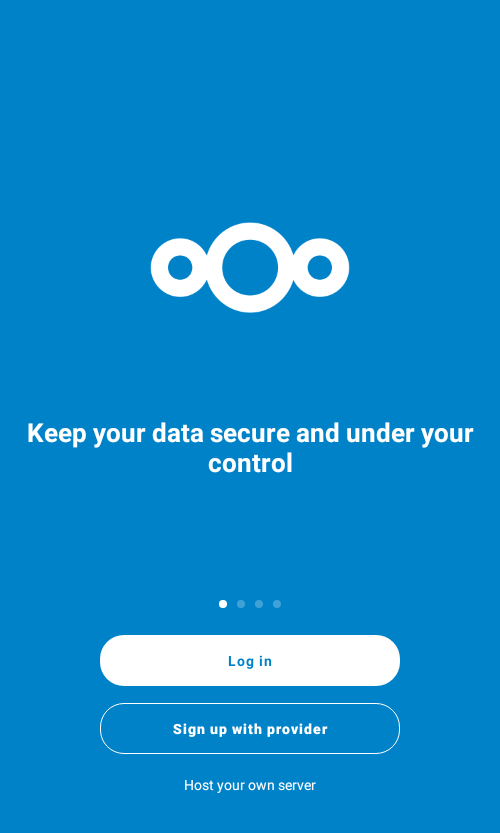 Keep your data secure and under your
control
Log in
Sign up with provider
Host your own server